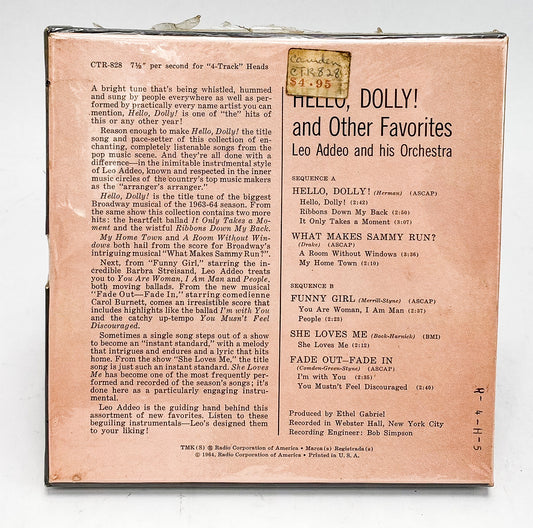 CTR-828 7½" per second for "4-Track" Heads
A bright tune that's being whistled, hummed
and sung by people everywhere as well as per-
formed by practically every name artist you can
mention, Hello, Dolly! is one of "the" hits of
this or any other year!
Reason enough to make Hello, Dolly! the title
song and pace-setter of this collection of en-
chanting, completely listenable songs from the
pop music scene. And they're all done with a
difference—in the inimitable instrumental style
of Leo Addeo, known and respected in the inner
music circles of the country's top music makers
as the "arranger's arranger."
Hello, Dolly! is the title tune of the biggest
Broadway musical of the 1963-64 season. From
the same show this collection contains two more
hits: the heartfelt ballad It Only Takes a Mo-
ment and the wistful Ribbons Down My Back.
My Home Town and A Room Without Win-
dows both hail from the score for Broadway's
intriguing musical "What Makes Sammy Run?".
Next, from "Funny Girl," starring the in-
credible Barbra Streisand, Leo Addeo treats
you to You Are Woman, I Am Man and People,
both moving ballads. From the new musical
"Fade Out—Fade In," starring comedienne
Carol Burnett, comes an irresistible score that
includes highlights like the ballad I'm with You
and the catchy up-tempo You Musn't Feel
Discouraged.
Sometimes a single song steps out of a show
to become an "instant standard," with a melody
that intrigues and endures and a lyric that hits
home. From the show "She Loves Me," the title
song is just such an instant standard. She Loves
Me has become one of the most frequently per-
formed and recorded of the season's songs; it's
done here as a particularly engaging instru-
mental.
Leo Addeo is the guiding hand behind this
assortment of new favorites. Listen to these
beguiling instrumentals—Leo's designed them
to your liking!
Camden
CTR828
$4.95
HELLO, DOLLY!
and Other Favorites
Leo Addeo and his Orchestra
SEQUENCE A
HELLO, DOLLY! (Herman) (ASCAP)
Hello, Dolly! (2:42)
Ribbons Down My Back (2:50)
It Only Takes a Moment (3:07)
WHAT MAKES SAMMY RUN?
(Drake) (ASCAP)
A Room Without Windows (2:36)
My Home Town (2:10)
SEQUENCE B
FUNNY GIRL (Merrill-Styne) (ASCAP)
You Are Woman, I Am Man (2:37)
People (2:23)
SHE LOVES ME (Bock-Harnick) (BMI)
She Loves Me (2:12)
FADE OUT—FADE IN
(Comden-Green-Styne) (ASCAP)
I'm with You (2:35)
You Mustn't Feel Discouraged (2:40)
Produced by Ethel Gabriel
Recorded in Webster Hall, New York City
Recording Engineer: Bob Simpson
TMK (S) ® Radio Corporation of America • Marca(s) Registrada(s)
© 1964, Radio Corporation of America • Printed in U. S. A.
4-H-5